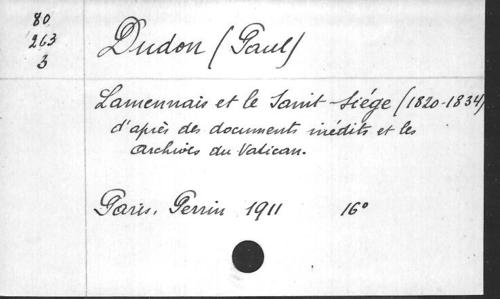 80
263
3
Dudon (Paul)
Lamennais et le Saint-Siége (1820-1834)
d'après des documents inédits et les
archives du Vatican.
Paris, Perrin 1911 16°